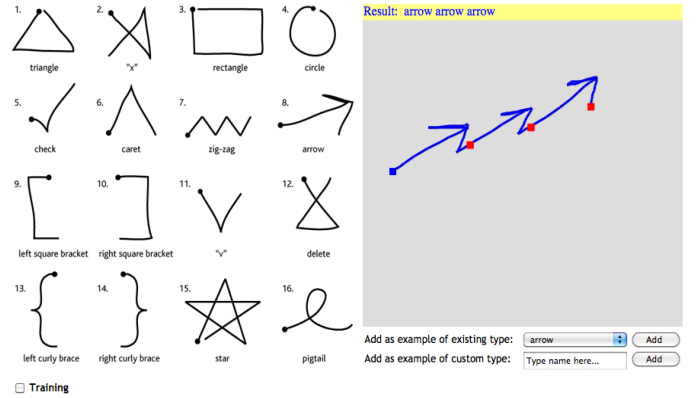 1. 2. 3. 4.
triangle "x" rectangle circle
5. 6. 7. 8.
check caret zig-zag arrow
9. 10. 11. 12.
left square bracket right square bracket "v" delete
13. 14. 15. 16.
left curly brace right curly brace star pigtail
Training
Result: arrow arrow arrow
Add as example of existing type: arrow Add
Add as example of custom type: Type name here... Add